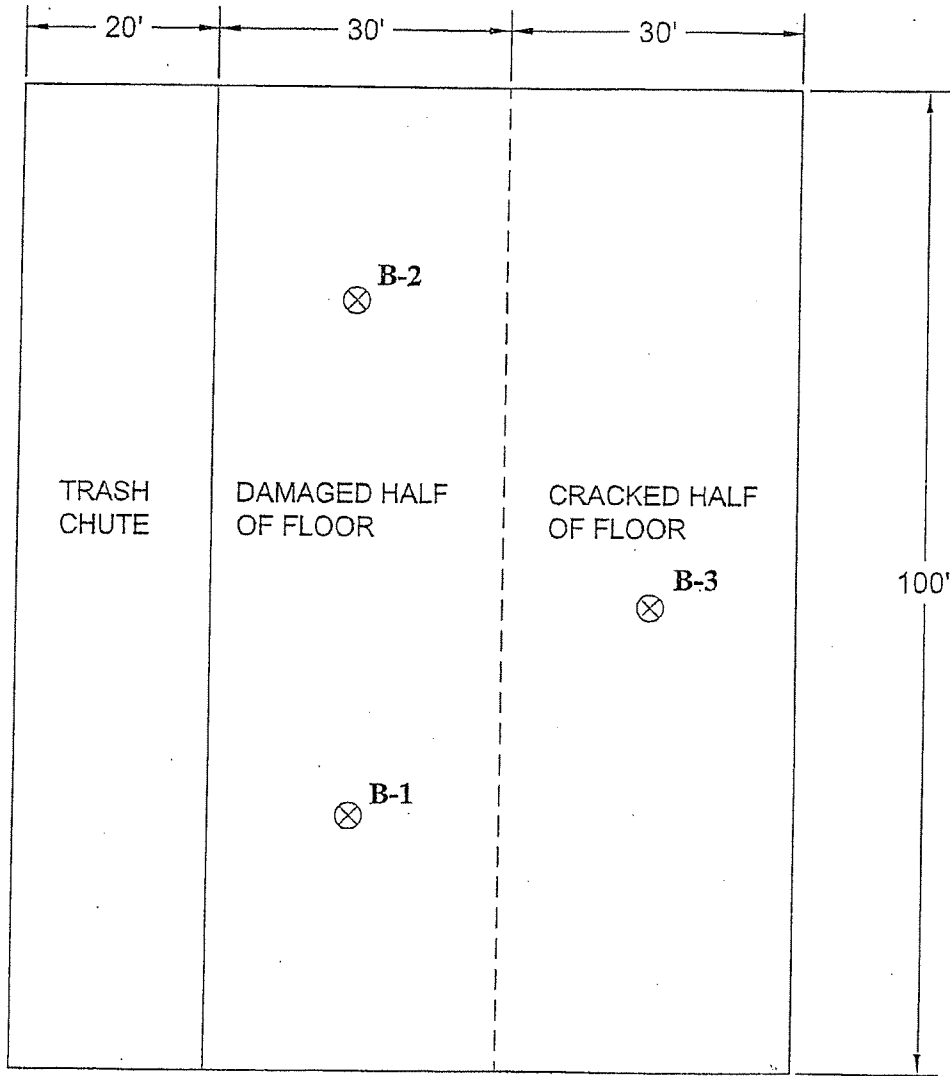 20'
30'
30'
B-2
TRASH
CHUTE
DAMAGED HALF
OF FLOOR
CRACKED HALF
OF FLOOR
B-3
100'
B-1